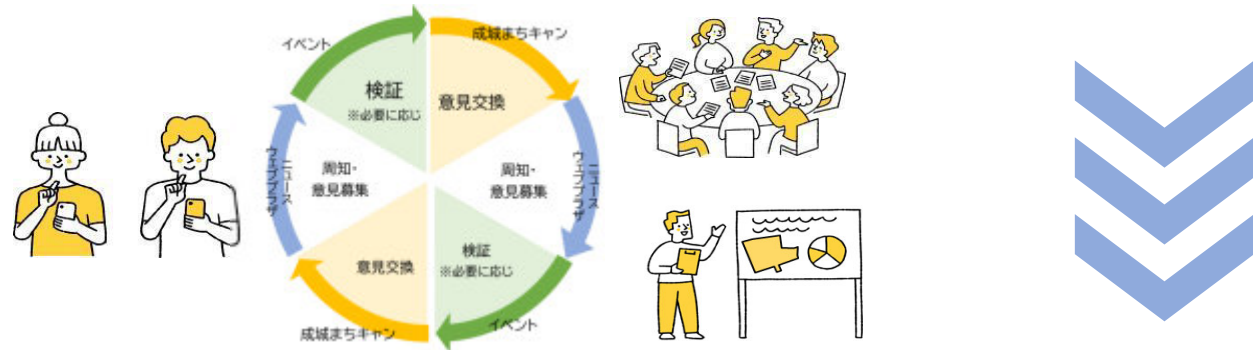 イベント
成城まちキャン
検証
※必要に応じ
意見交換
ニュース
ウェブプラザ
周知・
意見募集
周知・
意見募集
ニュース
ウェブプラザ
意見交換
検証
※必要に応じ
成城まちキャン
イベント